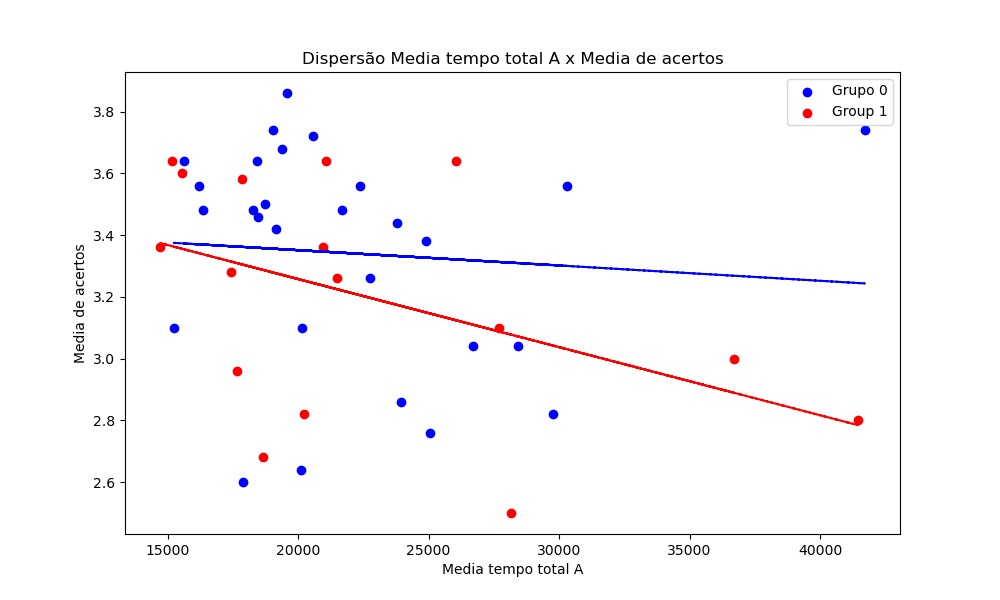 Dispersão Media tempo total A x Media de acertos
Grupo 0
Group 1
Media de acertos
3.8
3.6
3.4
3.2
3.0
2.8
2.6
15000 20000 25000 30000 35000 40000
Media tempo total A